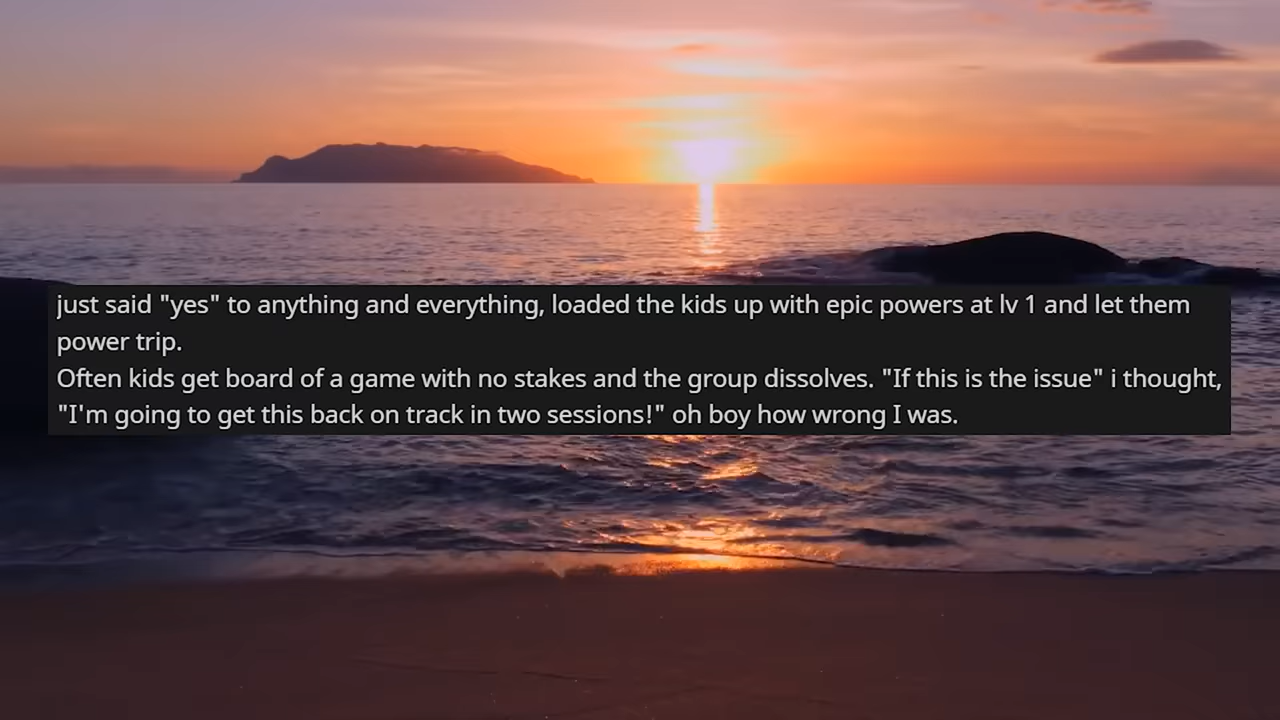 just said "yes" to anything and everything, loaded the kids up with epic powers at lv 1 and let them
power trip.
Often kids get board of a game with no stakes and the group dissolves. "If this is the issue" i thought,
"I'm going to get this back on track in two sessions!" oh boy how wrong I was.